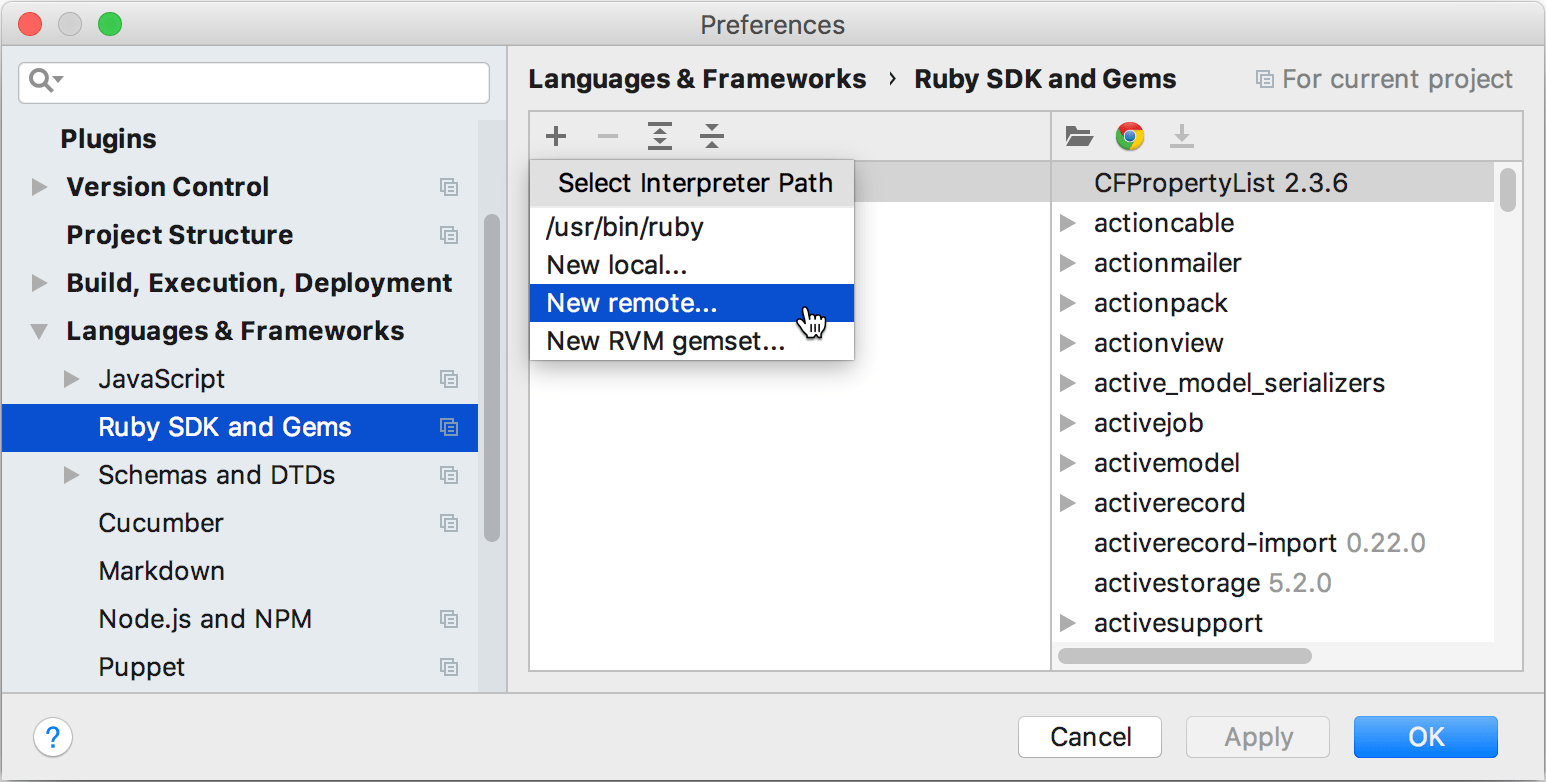 Preferences
Languages & Frameworks › Ruby SDK and Gems
For current project
Plugins
Version Control
Project Structure
Build, Execution, Deployment
Languages & Frameworks
JavaScript
Ruby SDK and Gems
Schemas and DTDs
Cucumber
Markdown
Node.js and NPM
Puppet
Select Interpreter Path
/usr/bin/ruby
New local...
New remote...
New RVM gemset...
CFPropertyList 2.3.6
actioncable
actionmailer
actionpack
actionview
active_model_serializers
activejob
activemodel
activerecord
activerecord-import 0.22.0
activestorage 5.2.0
activesupport
?
Cancel
Apply
OK